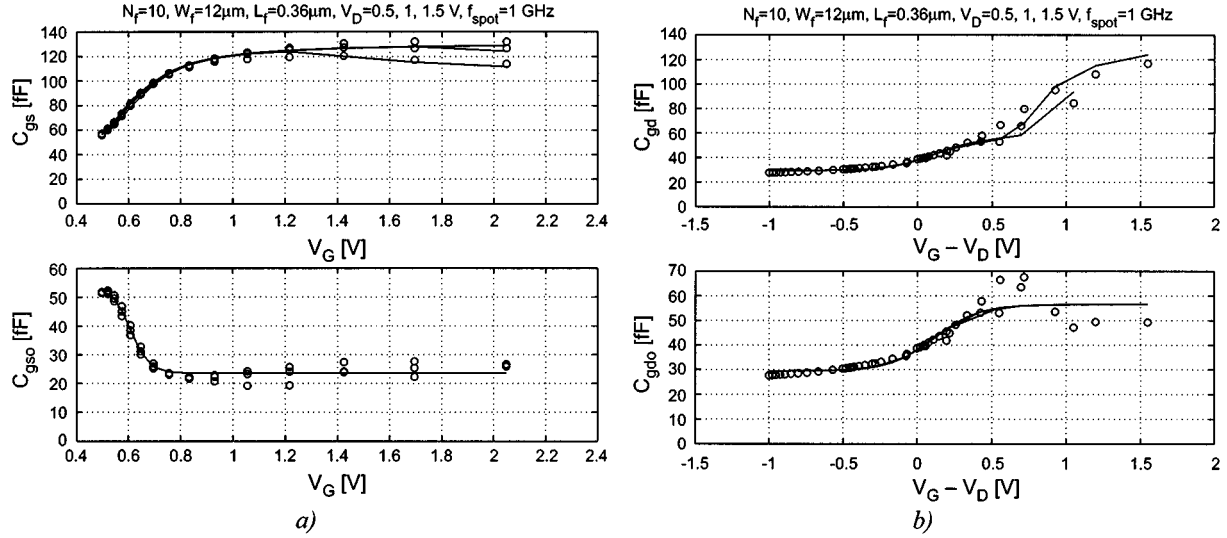 N_f=10, W_f=12μm, L_f=0.36μm, V_D=0.5, 1, 1.5 V, f_spot=1 GHz
140
120
100
80
60
40
20
0
C_gs [fF]
0.4 0.6 0.8 1 1.2 1.4 1.6 1.8 2 2.2 2.4
V_G [V]
60
50
40
30
20
10
0
C_gso [fF]
0.4 0.6 0.8 1 1.2 1.4 1.6 1.8 2 2.2 2.4
V_G [V]
a)
N_f=10, W_f=12μm, L_f=0.36μm, V_D=0.5, 1, 1.5 V, f_spot=1 GHz
140
120
100
80
60
40
20
0
C_gd [fF]
-1.5 -1 -0.5 0 0.5 1 1.5 2
V_G − V_D [V]
70
60
50
40
30
20
10
0
C_gdo [fF]
-1.5 -1 -0.5 0 0.5 1 1.5 2
V_G − V_D [V]
b)